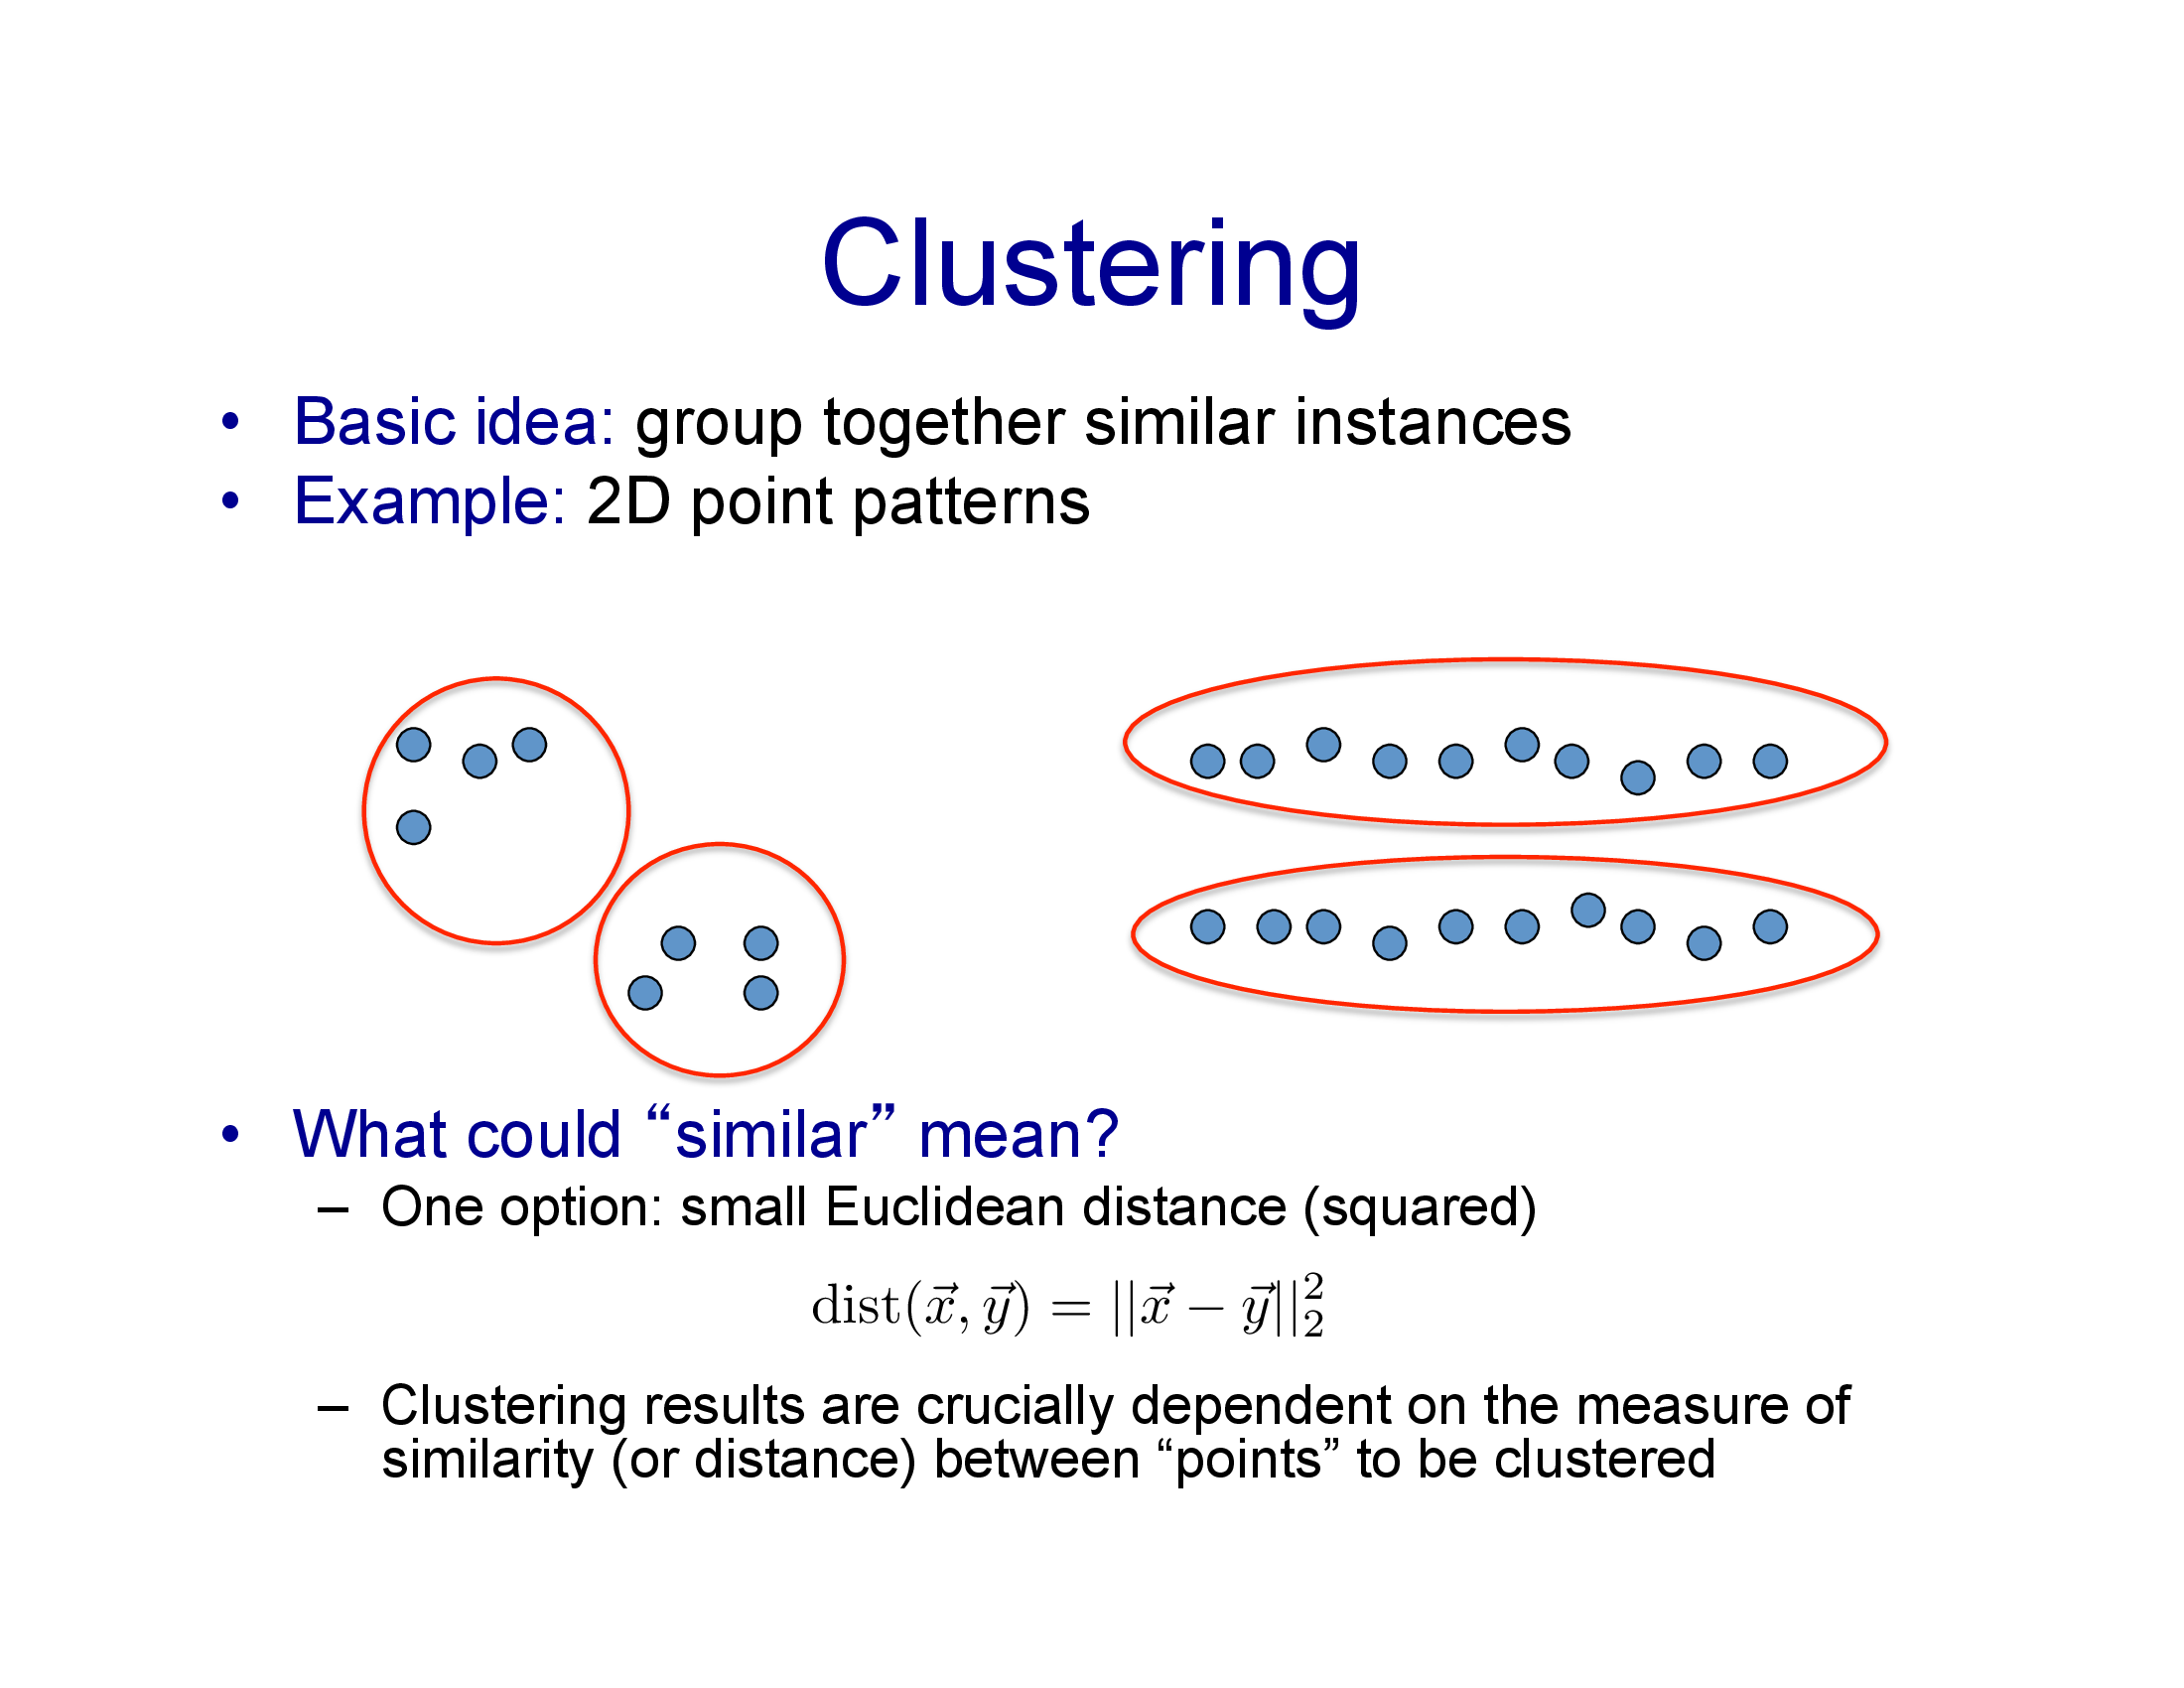 Clustering
• Basic idea: group together similar instances
• Example: 2D point patterns
• What could “similar” mean?
– One option: small Euclidean distance (squared)
dist(x⃗, y⃗) = ||x⃗ − y⃗||₂²
– Clustering results are crucially dependent on the measure of
similarity (or distance) between “points” to be clustered